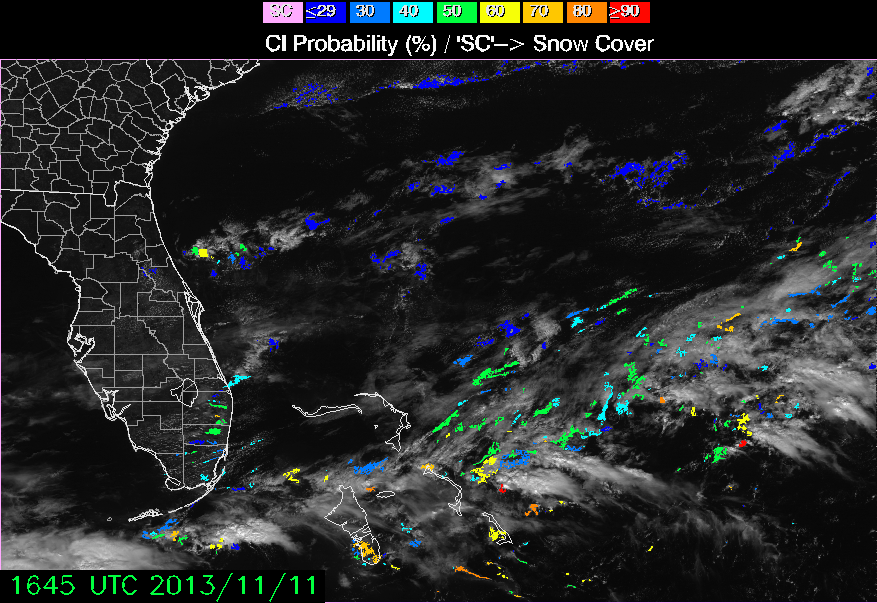 SC ≤29 30 40 50 60 70 80 ≥90
CI Probability (%) / 'SC'—> Snow Cover
1645 UTC 2013/11/11